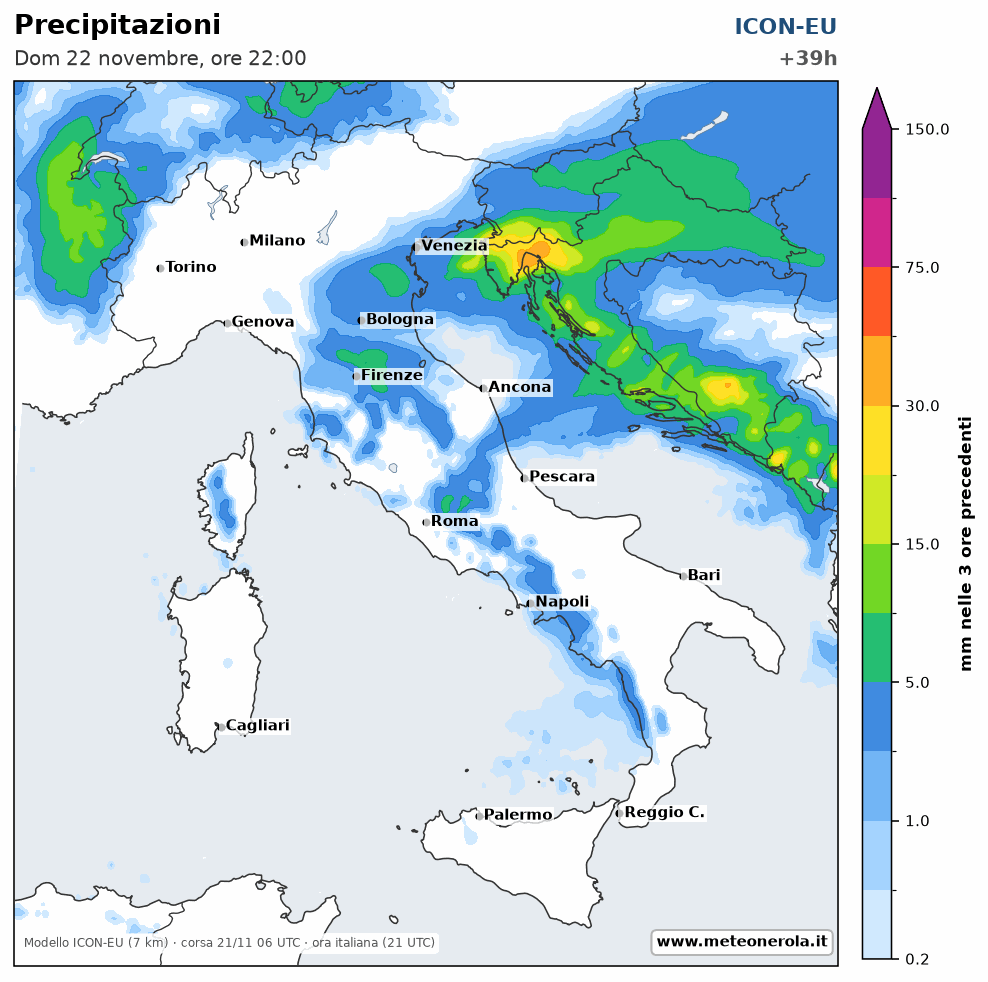 Precipitazioni
ICON-EU
Dom 22 novembre, ore 22:00
+39h
150.0
75.0
30.0
15.0
5.0
1.0
0.2
mm nelle 3 ore precedenti
Milano
Venezia
Torino
Genova
Bologna
Firenze
Ancona
Pescara
Roma
Bari
Napoli
Cagliari
Palermo
Reggio C.
Modello ICON-EU (7 km) · corsa 21/11 06 UTC · ora italiana (21 UTC)
www.meteonerola.it